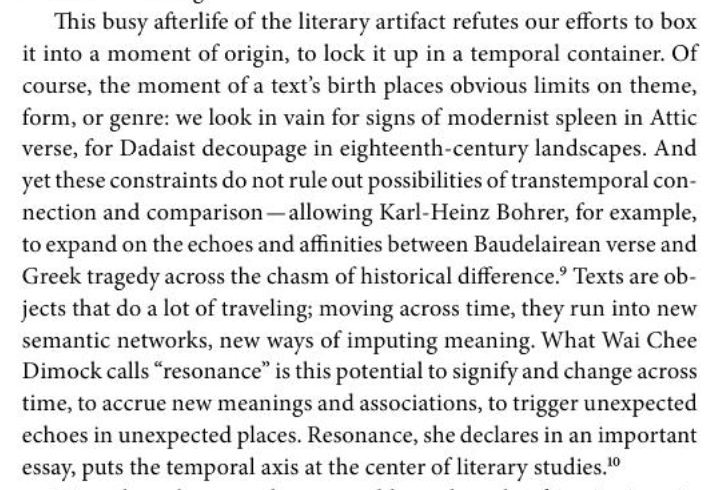 This busy afterlife of the literary artifact refutes our efforts to box
it into a moment of origin, to lock it up in a temporal container. Of
course, the moment of a text’s birth places obvious limits on theme,
form, or genre: we look in vain for signs of modernist spleen in Attic
verse, for Dadaist decoupage in eighteenth-century landscapes. And
yet these constraints do not rule out possibilities of transtemporal con-
nection and comparison—allowing Karl-Heinz Bohrer, for example,
to expand on the echoes and affinities between Baudelairean verse and
Greek tragedy across the chasm of historical difference.⁹ Texts are ob-
jects that do a lot of traveling; moving across time, they run into new
semantic networks, new ways of imputing meaning. What Wai Chee
Dimock calls “resonance” is this potential to signify and change across
time, to accrue new meanings and associations, to trigger unexpected
echoes in unexpected places. Resonance, she declares in an important
essay, puts the temporal axis at the center of literary studies.¹⁰